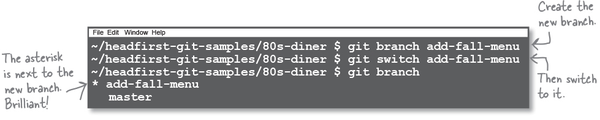 File Edit Window Help
~/headfirst-git-samples/80s-diner $ git branch add-fall-menu
~/headfirst-git-samples/80s-diner $ git switch add-fall-menu
~/headfirst-git-samples/80s-diner $ git branch
* add-fall-menu
master
Create the
new branch.
Then switch
to it.
The asterisk
is next to the
new branch.
Brilliant!